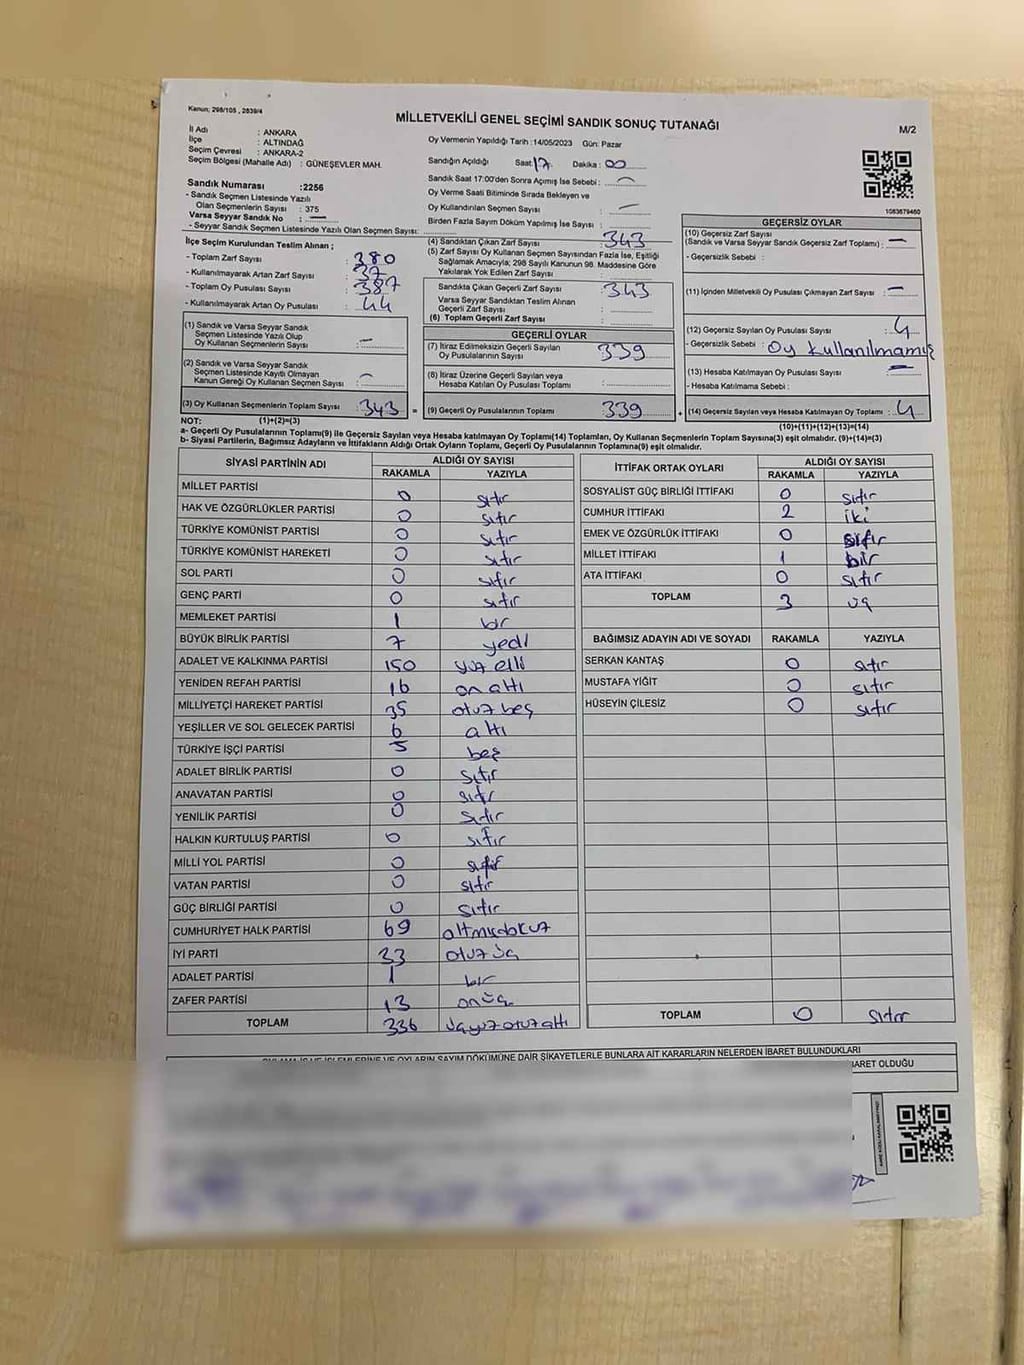 Kanun; 298/105 , 2839/4
MİLLETVEKİLİ GENEL SEÇİMİ SANDIK SONUÇ TUTANAĞI
M/2
İl Adı : ANKARA
İlçe : ALTINDAĞ
Seçim Çevresi : ANKARA-2
Seçim Bölgesi (Mahalle Adı) : GÜNEŞEVLER MAH.
Sandık Numarası :2256
- Sandık Seçmen Listesinde Yazılı
Olan Seçmenlerin Sayısı : 375
Varsa Seyyar Sandık No : —
- Seyyar Sandık Seçmen Listesinde Yazılı Olan Seçmen Sayısı:
Oy Vermenin Yapıldığı Tarih :14/05/2023 Gün: Pazar
Sandığın Açıldığı Saat: 17 Dakika : 00
Sandık Saat 17:00'den Sonra Açılmış İse Sebebi : —
Oy Verme Saati Bitiminde Sırada Bekleyen ve
Oy Kullandırılan Seçmen Sayısı : —
Birden Fazla Sayım Döküm Yapılmış İse Sayısı :
1083679460
İlçe Seçim Kurulundan Teslim Alınan ;
- Toplam Zarf Sayısı : 380
- Kullanılmayarak Artan Zarf Sayısı : 37
- Toplam Oy Pusulası Sayısı : 387
- Kullanılmayarak Artan Oy Pusulası : 44
(1) Sandık ve Varsa Seyyar Sandık
Seçmen Listesinde Yazılı Olup
Oy Kullanan Seçmenlerin Sayısı : —
(2) Sandık ve Varsa Seyyar Sandık
Seçmen Listesinde Kayıtlı Olmayan
Kanun Gereği Oy Kullanan Seçmen Sayısı : —
(3) Oy Kullanan Seçmenlerin Toplam Sayısı : 343 =
(4) Sandıktan Çıkan Zarf Sayısı : 343
(5) Zarf Sayısı Oy Kullanan Seçmen Sayısından Fazla İse, Eşitliği
Sağlamak Amacıyla; 298 Sayılı Kanunun 98. Maddesine Göre
Yakılarak Yok Edilen Zarf Sayısı :
Sandıkta Çıkan Geçerli Zarf Sayısı : 343
Varsa Seyyar Sandıktan Teslim Alınan
Geçerli Zarf Sayısı :
(6) Toplam Geçerli Zarf Sayısı :
GEÇERLİ OYLAR
(7) İtiraz Edilmeksizin Geçerli Sayılan
Oy Pusulalarının Sayısı : 339
(8) İtiraz Üzerine Geçerli Sayılan veya
Hesaba Katılan Oy Pusulası Toplamı :
(9) Geçerli Oy Pusulalarının Toplamı : 339 +
GEÇERSİZ OYLAR
(10) Geçersiz Zarf Sayısı
(Sandık ve Varsa Seyyar Sandık Geçersiz Zarf Toplamı) : —
- Geçersizlik Sebebi :
(11) İçinden Milletvekili Oy Pusulası Çıkmayan Zarf Sayısı : —
(12) Geçersiz Sayılan Oy Pusulası Sayısı : 4
- Geçersizlik Sebebi : Oy kullanılmamış
(13) Hesaba Katılmayan Oy Pusulası Sayısı : —
- Hesaba Katılmama Sebebi :
(14) Geçersiz Sayılan veya Hesaba Katılmayan Oy Toplamı : 4
NOT: (1)+(2)=(3)
(10)+(11)+(12)+(13)=(14)
a- Geçerli Oy Pusulalarının Toplamı(9) ile Geçersiz Sayılan veya Hesaba katılmayan Oy Toplamı(14) Toplamları, Oy Kullanan Seçmenlerin Toplam Sayısına(3) eşit olmalıdır. (9)+(14)=(3)
b- Siyasi Partilerin, Bağımsız Adayların ve İttifakların Aldığı Ortak Oyların Toplamı, Geçerli Oy Pusulalarının Toplamına(9) eşit olmalıdır.
SİYASİ PARTİNİN ADI ALDIĞI OY SAYISI
RAKAMLA YAZIYLA
MİLLET PARTİSİ 0 sıfır
HAK VE ÖZGÜRLÜKLER PARTİSİ 0 sıfır
TÜRKİYE KOMÜNİST PARTİSİ 0 sıfır
TÜRKİYE KOMÜNİST HAREKETİ 0 sıfır
SOL PARTİ 0 sıfır
GENÇ PARTİ 0 sıfır
MEMLEKET PARTİSİ 1 bir
BÜYÜK BİRLİK PARTİSİ 7 yedi
ADALET VE KALKINMA PARTİSİ 150 yüz elli
YENİDEN REFAH PARTİSİ 16 on altı
MİLLİYETÇİ HAREKET PARTİSİ 35 otuz beş
YEŞİLLER VE SOL GELECEK PARTİSİ 6 altı
TÜRKİYE İŞÇİ PARTİSİ 5 beş
ADALET BİRLİK PARTİSİ 0 sıfır
ANAVATAN PARTİSİ 0 sıfır
YENİLİK PARTİSİ 0 sıfır
HALKIN KURTULUŞ PARTİSİ 0 sıfır
MİLLİ YOL PARTİSİ 0 sıfır
VATAN PARTİSİ 0 sıfır
GÜÇ BİRLİĞİ PARTİSİ 0 sıfır
CUMHURİYET HALK PARTİSİ 69 altmışdokuz
İYİ PARTİ 33 otuz üç
ADALET PARTİSİ 1 bir
ZAFER PARTİSİ 13 onüç
TOPLAM 336 üçyüz otuz altı
İTTİFAK ORTAK OYLARI ALDIĞI OY SAYISI
RAKAMLA YAZIYLA
SOSYALİST GÜÇ BİRLİĞİ İTTİFAKI 0 sıfır
CUMHUR İTTİFAKI 2 iki
EMEK VE ÖZGÜRLÜK İTTİFAKI 0 sıfır
MİLLET İTTİFAKI 1 bir
ATA İTTİFAKI 0 sıfır
TOPLAM 3 üç
BAĞIMSIZ ADAYIN ADI VE SOYADI RAKAMLA YAZIYLA
SERKAN KANTAŞ 0 sıfır
MUSTAFA YİĞİT 0 sıfır
HÜSEYİN ÇİLESİZ 0 sıfır
TOPLAM 0 sıfır
OYLAMA İŞ VE İŞLEMLERİNE VE OYLARIN SAYIM DÖKÜMÜNE DAİR ŞİKAYETLERLE BUNLARA AİT KARARLARIN NELERDEN İBARET BULUNDUKLARI
BARET OLDUĞU